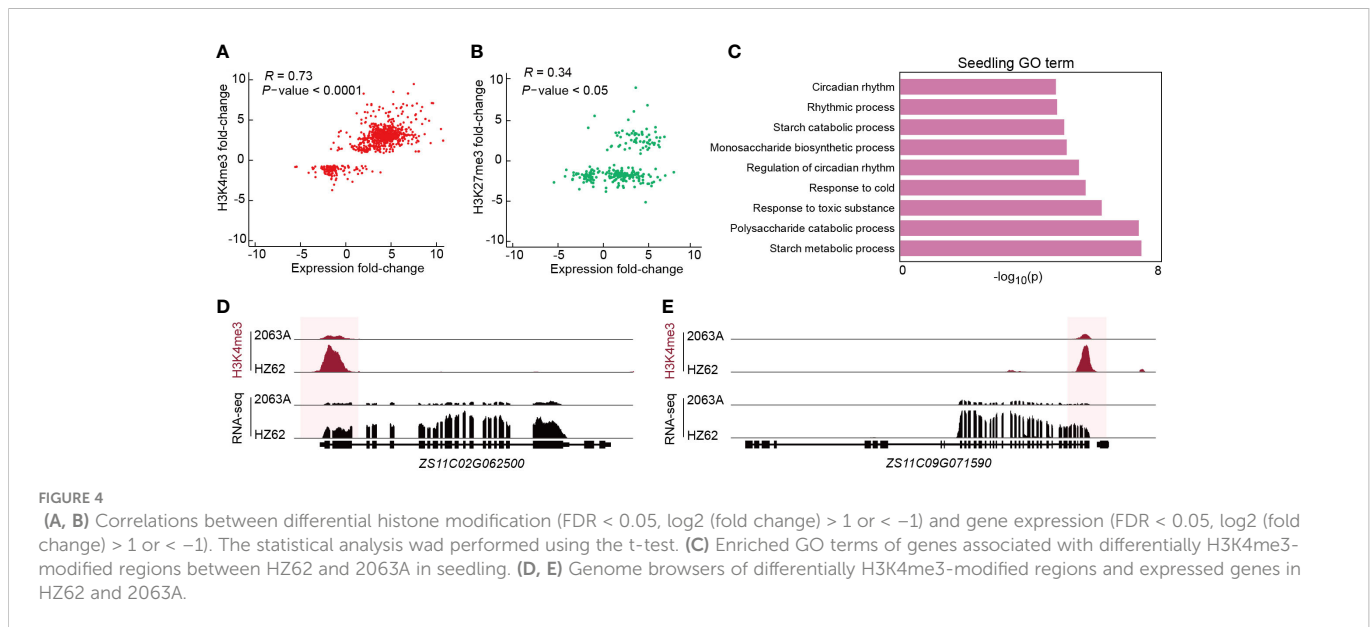 A
R = 0.73
P-value < 0.0001
H3K4me3 fold-change
10
5
0
-5
-10
-10
-5
0
5
10
Expression fold-change
B
R = 0.34
P-value < 0.05
H3K27me3 fold-change
10
5
0
-5
-10
-10
-5
0
5
10
Expression fold-change
C
Seedling GO term
Circadian rhythm
Rhythmic process
Starch catabolic process
Monosaccharide biosynthetic process
Regulation of circadian rhythm
Response to cold
Response to toxic substance
Polysaccharide catabolic process
Starch metabolic process
0
8
-log10(p)
D
H3K4me3
2063A
HZ62
RNA-seq
2063A
HZ62
ZS11C02G062500
E
H3K4me3
2063A
HZ62
RNA-seq
2063A
HZ62
ZS11C09G071590
FIGURE 4
(A, B) Correlations between differential histone modification (FDR < 0.05, log2 (fold change) > 1 or < −1) and gene expression (FDR < 0.05, log2 (fold
change) > 1 or < −1). The statistical analysis wad performed using the t-test. (C) Enriched GO terms of genes associated with differentially H3K4me3-
modified regions between HZ62 and 2063A in seedling. (D, E) Genome browsers of differentially H3K4me3-modified regions and expressed genes in
HZ62 and 2063A.